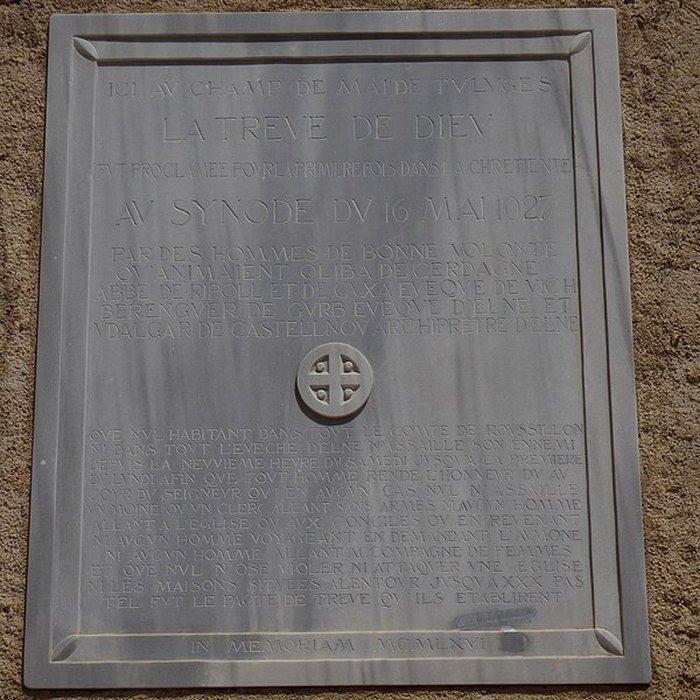 ICI AV CHAMP DE MAI DE TVLVGES
LA TREVE DE DIEV
FVT PROCLAMEE POVR LA PREMIERE FOIS DANS LA CHRETIENTE
AV SYNODE DV 16 MAI 1027
PAR DES HOMMES DE BONNE VOLONTE
QV'ANIMAIENT OLIBA DE CERDAGNE
ABBE DE RIPOLL ET DE CVXA EVEQVE DE VICH
BERENGVER DE GVRB EVEQVE D'ELNE ET
VDALGAR DE CASTELLNOV ARCHIPRETRE D'ELNE
QVE NVL HABITANT DANS TOVT LE COMTE DE ROVSSILLON
NI DANS TOVT L'EVECHE D'ELNE N'ASSAILLE SON ENNEMI
DEPVIS LA NEVVIEME HEVRE DV SAMEDI JVSQV'A LA PREMIERE
DV LVNDI AFIN QVE TOVT HOMME RENDE L'HONNEVR DV AV
JOVR DV SEIGNEVR QV'EN AVCVN CAS NVL N'ASSAILLE
VN MOINE OV VN CLERC ALLANT SANS ARMES NI AVCVN HOMME
ALLANT A L'EGLISE OV AVX CONCILES OV EN REVENANT
NI AVCVN HOMME VOYAGEANT EN DEMANDANT L'AVMONE
NI AVCVN HOMME ALLANT ACCOMPAGNE DE FEMMES
ET QVE NVL N'OSE VIOLER NI ATTAQVER VNE EGLISE
NI LES MAISONS SITVEES ALENTOVR JVSQV'A XXX PAS
TEL FVT LE PACTE DE TREVE QV'ILS ETABLIRENT
IN MEMORIAM MCMLXVI